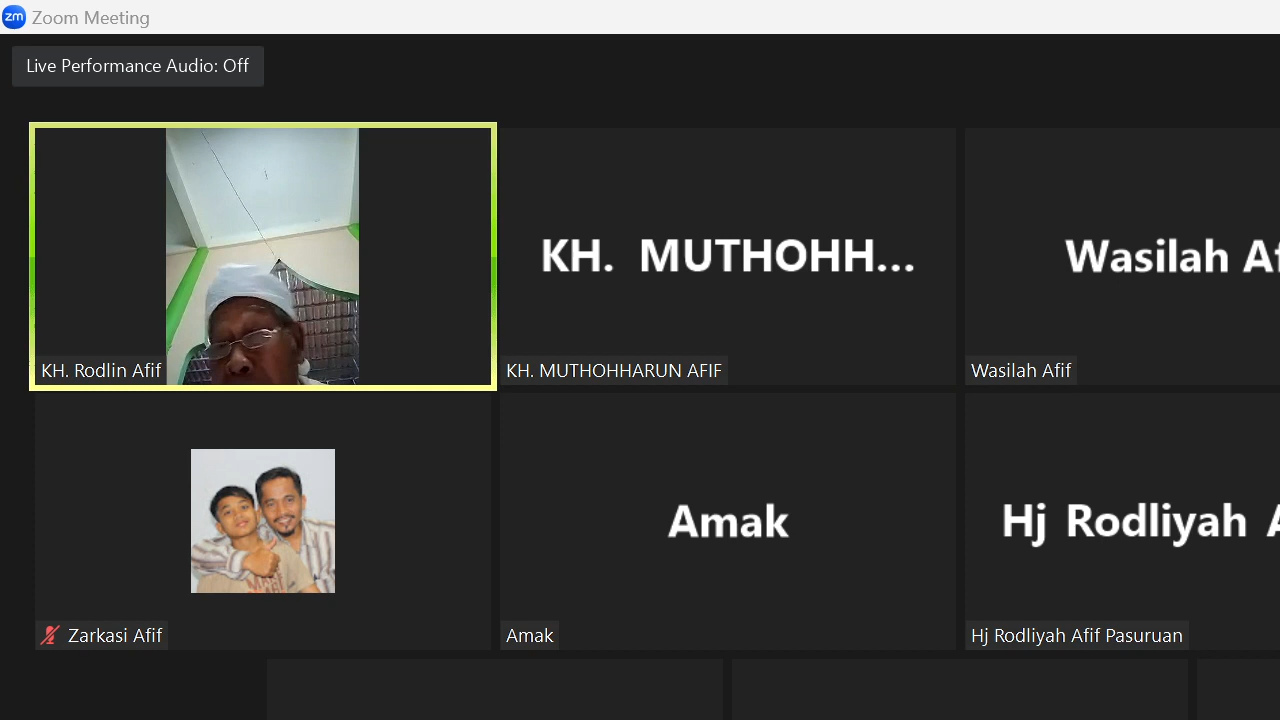 zm Zoom Meeting
Live Performance Audio: Off
KH. MUTHOHH...
Wasilah Af
KH. Rodlin Afif
KH. MUTHOHHARUN AFIF
Wasilah Afif
Amak
Hj Rodliyah A
Zarkasi Afif
Amak
Hj Rodliyah Afif Pasuruan